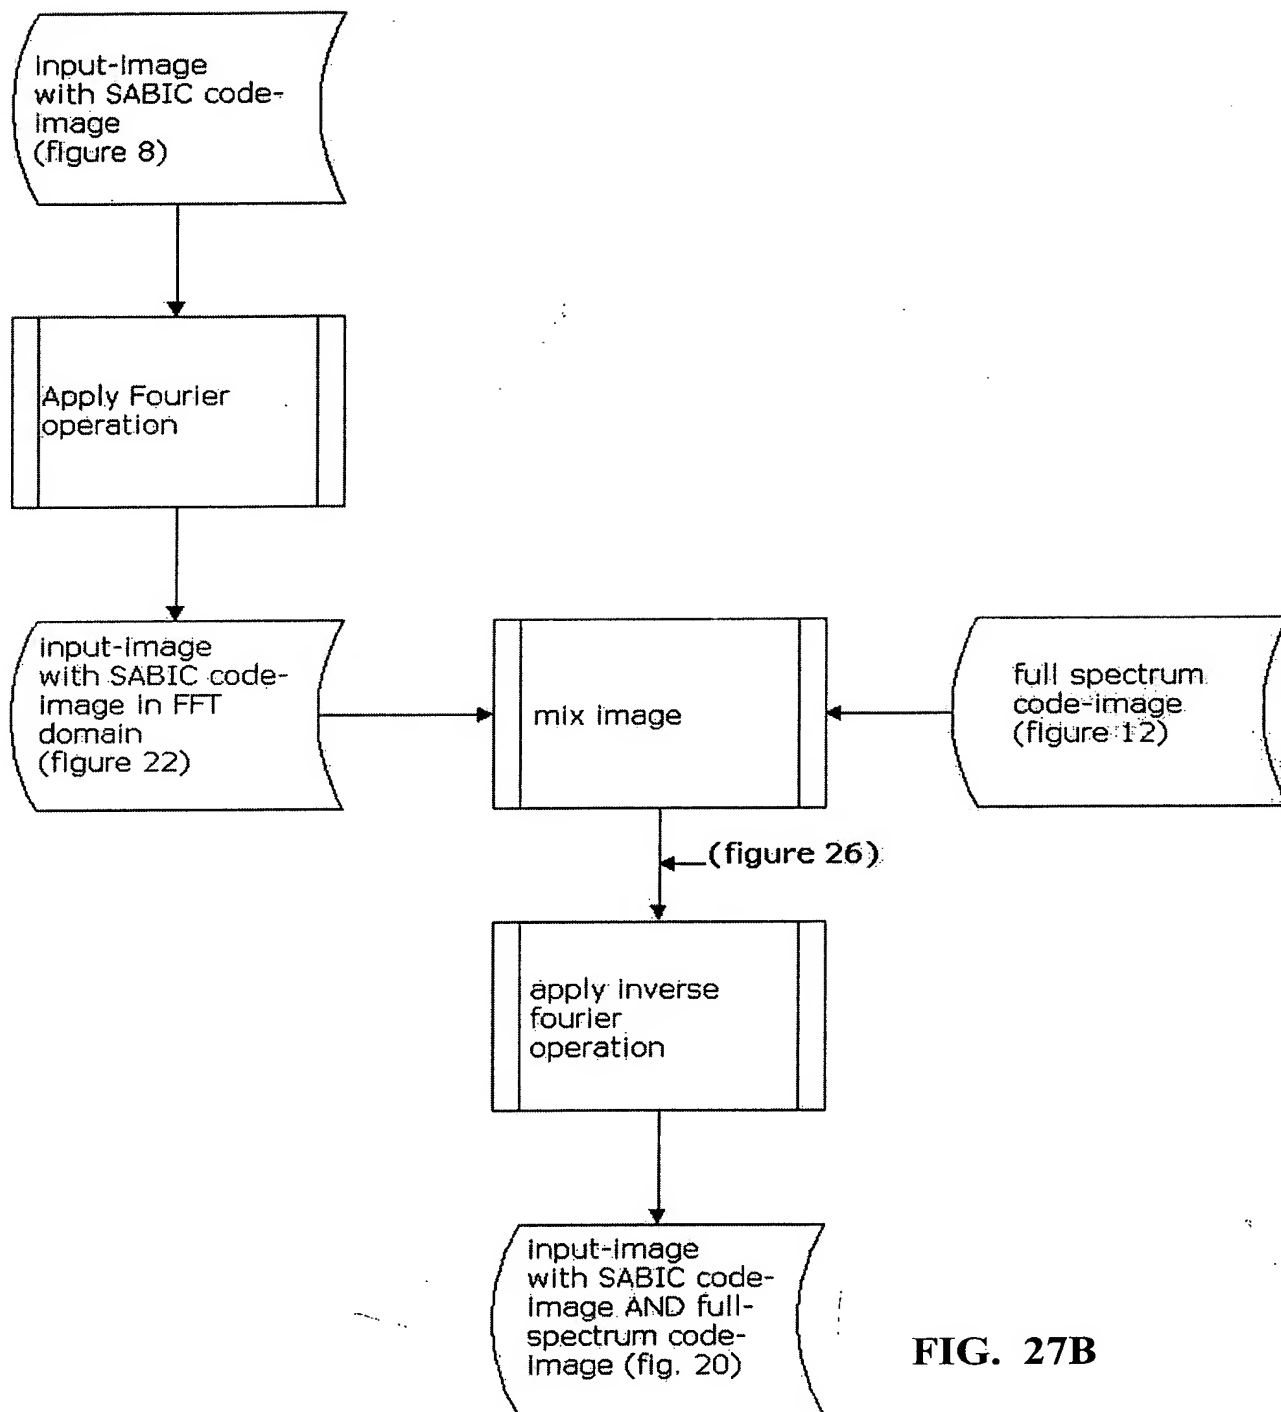 input-image
with SABIC code-
image
(figure 8)
Apply Fourier
operation
input-image
with SABIC code-
image in FFT
domain
(figure 22)
mix image
full spectrum
code-image
(figure 12)
(figure 26)
apply inverse
fourier
operation
input-image
with SABIC code-
image AND full-
spectrum code-
image (fig. 20)
FIG. 27B